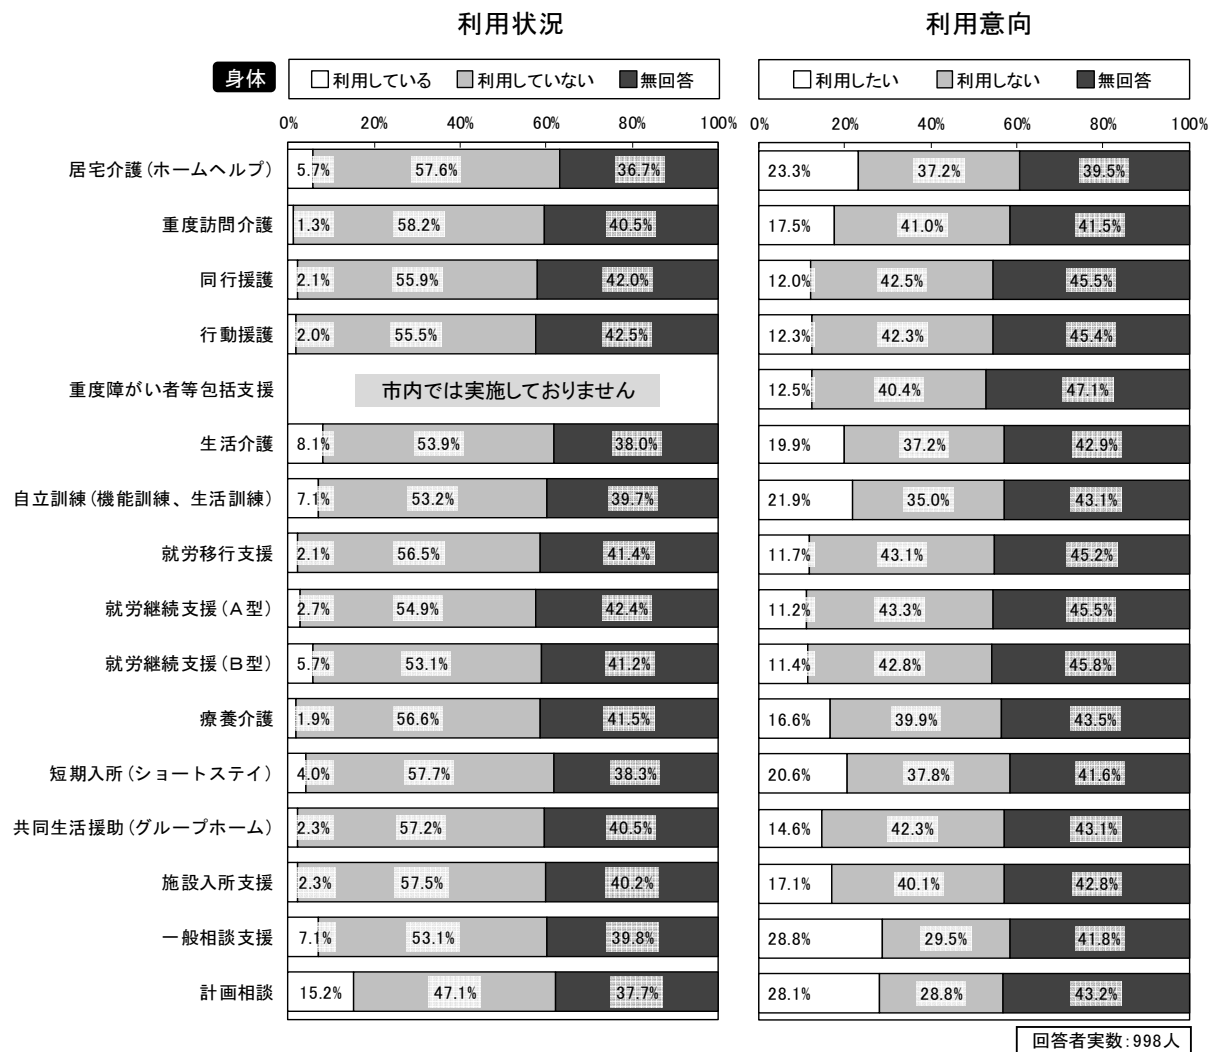 利用状況 利用意向
身体
利用している 利用していない 無回答 利用したい 利用しない 無回答
0% 20% 40% 60% 80% 100% 0% 20% 40% 60% 80% 100%
居宅介護(ホームヘルプ) 5.7% 57.6% 36.7% 23.3% 37.2% 39.5%
重度訪問介護 1.3% 58.2% 40.5% 17.5% 41.0% 41.5%
同行援護 2.1% 55.9% 42.0% 12.0% 42.5% 45.5%
行動援護 2.0% 55.5% 42.5% 12.3% 42.3% 45.4%
重度障がい者等包括支援 市内では実施しておりません 12.5% 40.4% 47.1%
生活介護 8.1% 53.9% 38.0% 19.9% 37.2% 42.9%
自立訓練(機能訓練、生活訓練) 7.1% 53.2% 39.7% 21.9% 35.0% 43.1%
就労移行支援 2.1% 56.5% 41.4% 11.7% 43.1% 45.2%
就労継続支援(A型) 2.7% 54.9% 42.4% 11.2% 43.3% 45.5%
就労継続支援(B型) 5.7% 53.1% 41.2% 11.4% 42.8% 45.8%
療養介護 1.9% 56.6% 41.5% 16.6% 39.9% 43.5%
短期入所(ショートステイ) 4.0% 57.7% 38.3% 20.6% 37.8% 41.6%
共同生活援助(グループホーム) 2.3% 57.2% 40.5% 14.6% 42.3% 43.1%
施設入所支援 2.3% 57.5% 40.2% 17.1% 40.1% 42.8%
一般相談支援 7.1% 53.1% 39.8% 28.8% 29.5% 41.8%
計画相談 15.2% 47.1% 37.7% 28.1% 28.8% 43.2%
回答者実数:998人